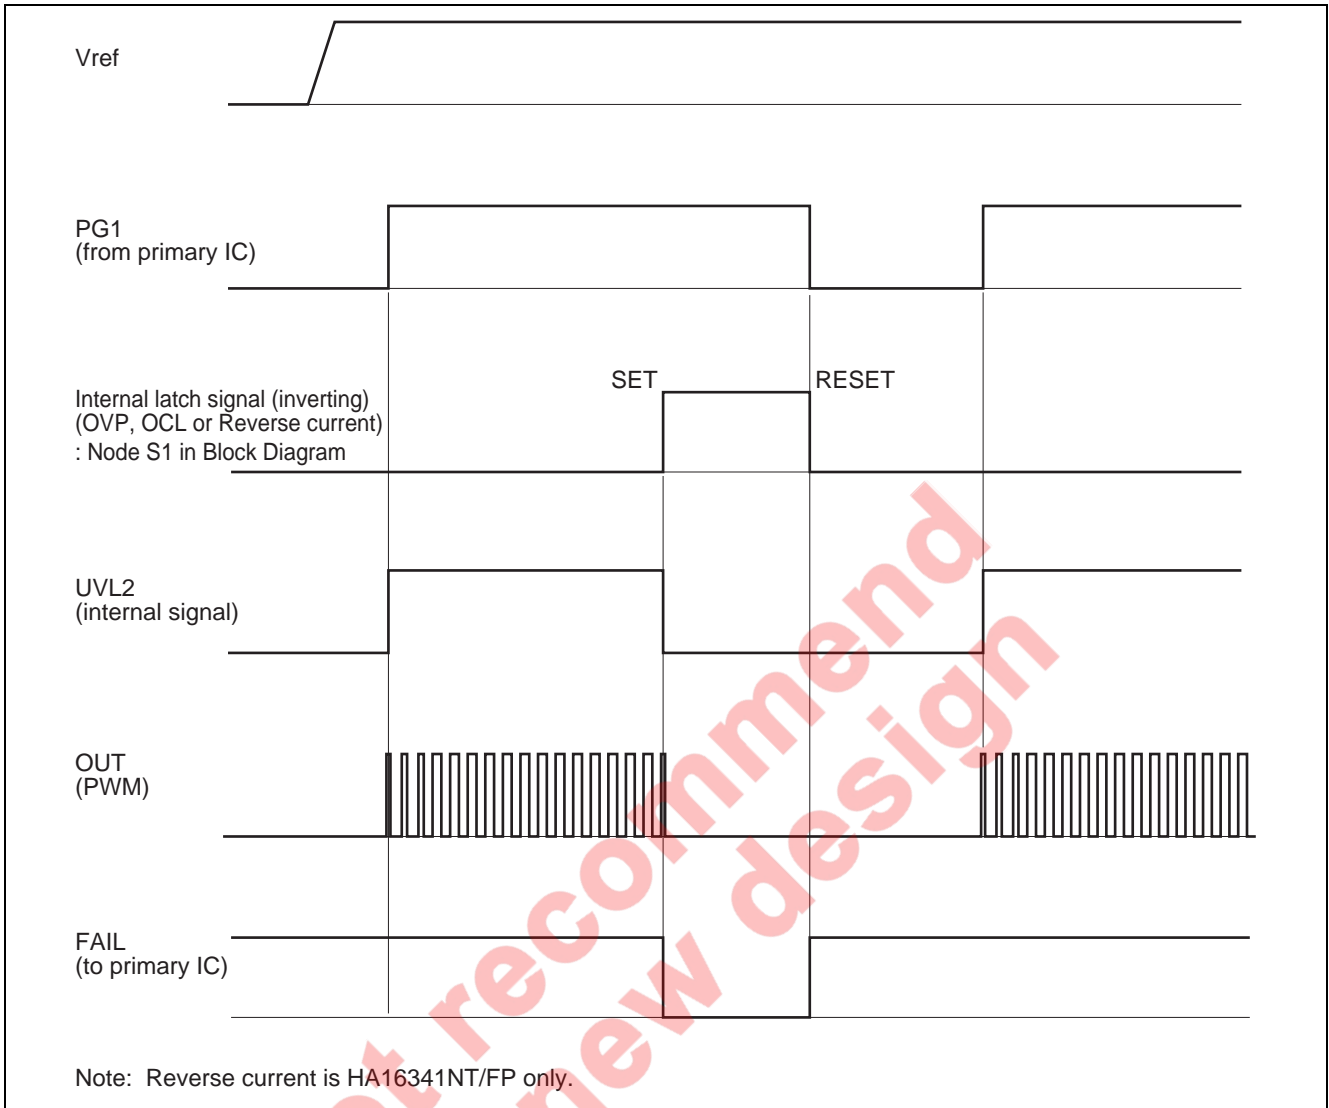 Vref
PG1
(from primary IC)
SET
RESET
Internal latch signal (inverting)
(OVP, OCL or Reverse current)
: Node S1 in Block Diagram
UVL2
(internal signal)
OUT
(PWM)
FAIL
(to primary IC)
Note: Reverse current is HA16341NT/FP only.
recommend
new design